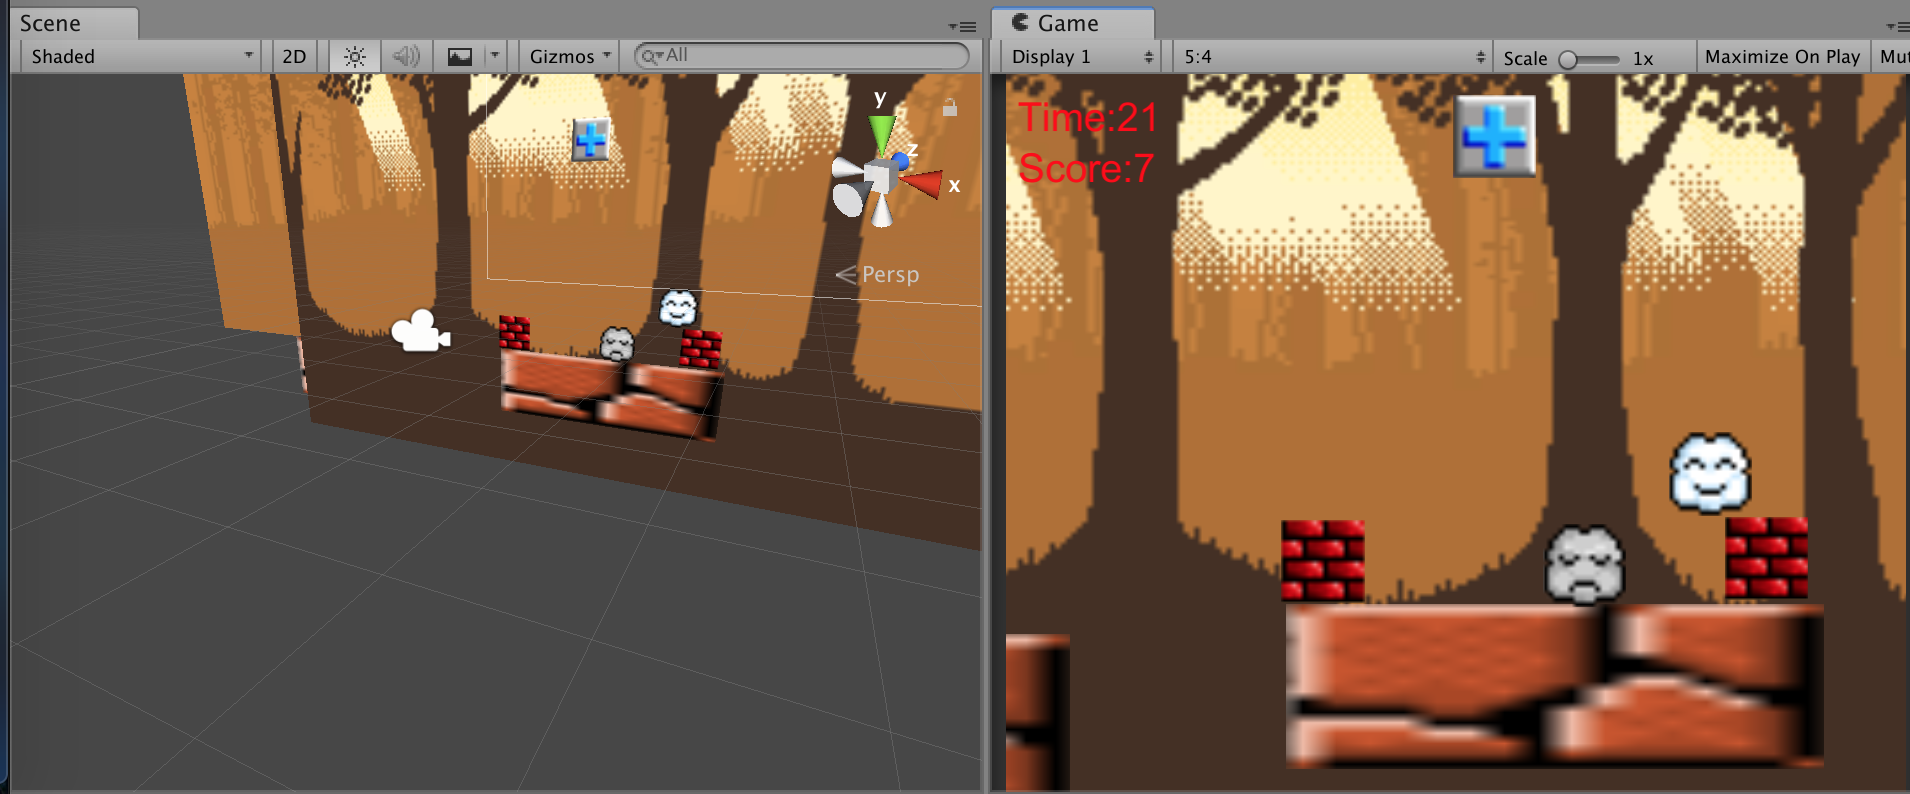 Scene
Shaded
2D
Gizmos
All
y
z
x
Persp
Game
Display 1
5:4
Scale
1x
Maximize On Play
Time:21
Score:7